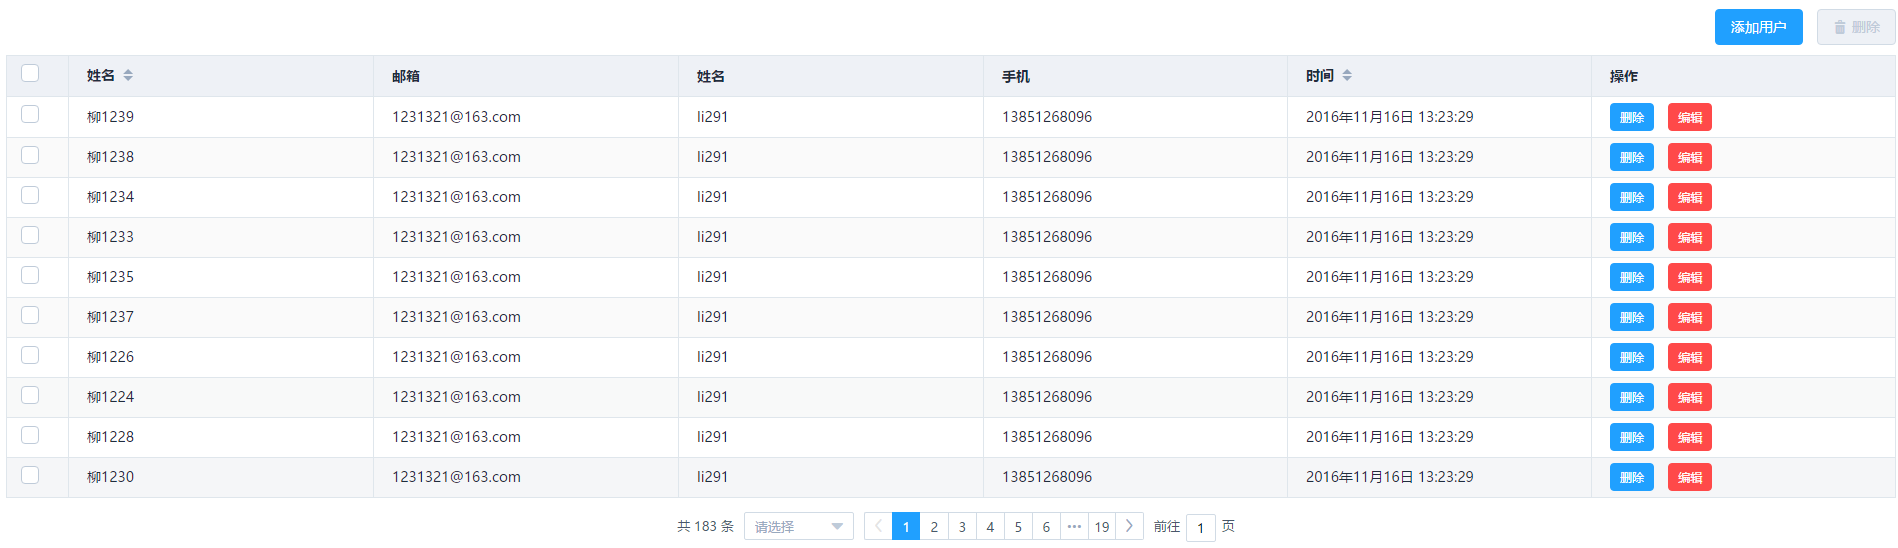 添加用户 删除
姓名 邮箱 姓名 手机 时间 操作
柳1239 1231321@163.com li291 13851268096 2016年11月16日 13:23:29 删除 编辑
柳1238 1231321@163.com li291 13851268096 2016年11月16日 13:23:29 删除 编辑
柳1234 1231321@163.com li291 13851268096 2016年11月16日 13:23:29 删除 编辑
柳1233 1231321@163.com li291 13851268096 2016年11月16日 13:23:29 删除 编辑
柳1235 1231321@163.com li291 13851268096 2016年11月16日 13:23:29 删除 编辑
柳1237 1231321@163.com li291 13851268096 2016年11月16日 13:23:29 删除 编辑
柳1226 1231321@163.com li291 13851268096 2016年11月16日 13:23:29 删除 编辑
柳1224 1231321@163.com li291 13851268096 2016年11月16日 13:23:29 删除 编辑
柳1228 1231321@163.com li291 13851268096 2016年11月16日 13:23:29 删除 编辑
柳1230 1231321@163.com li291 13851268096 2016年11月16日 13:23:29 删除 编辑
共 183 条 请选择 1 2 3 4 5 6 ••• 19 前往 1 页